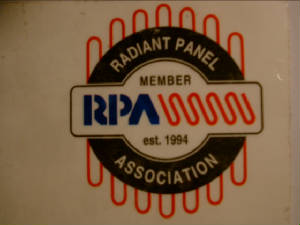 RADIANT PANEL
MEMBER
RPA
est. 1994
ASSOCIATION